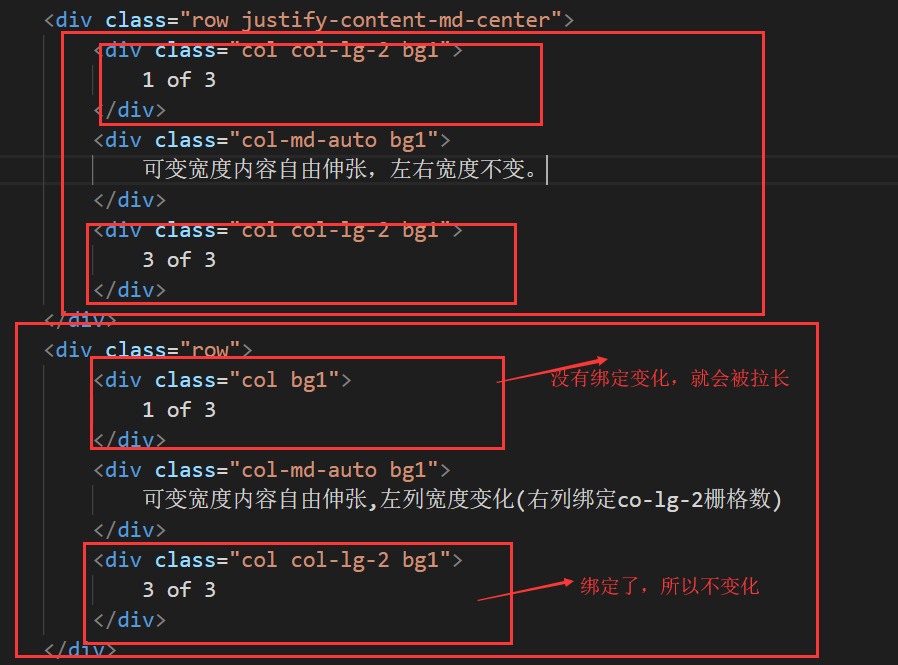 <div class="row justify-content-md-center">
<div class="col col-lg-2 bg1">
1 of 3
</div>
<div class="col-md-auto bg1">
可变宽度内容自由伸张，左右宽度不变。
</div>
<div class="col col-lg-2 bg1">
3 of 3
</div>
</div>
<div class="row">
<div class="col bg1">
没有绑定变化，就会被拉长
1 of 3
</div>
<div class="col-md-auto bg1">
可变宽度内容自由伸张,左列宽度变化(右列绑定co-lg-2栅格数)
</div>
<div class="col col-lg-2 bg1">
3 of 3
绑定了，所以不变化
</div>
</div>